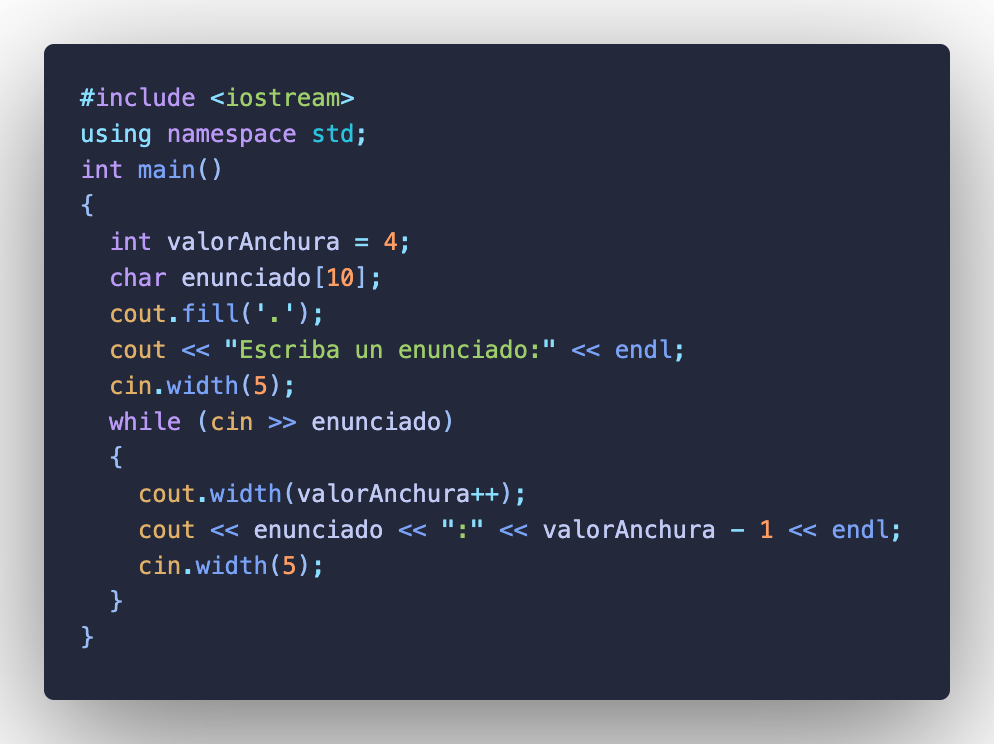 #include <iostream>
using namespace std;
int main()
{
  int valorAnchura = 4;
  char enunciado[10];
  cout.fill('.');
  cout << "Escriba un enunciado:" << endl;
  cin.width(5);
  while (cin >> enunciado)
  {
    cout.width(valorAnchura++);
    cout << enunciado << ":" << valorAnchura - 1 << endl;
    cin.width(5);
  }
}